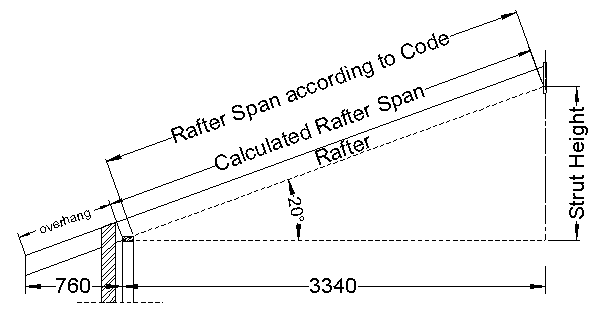 Rafter Span according to Code
Calculated Rafter Span
Rafter
overhang
20°
Strut Height
760
3340